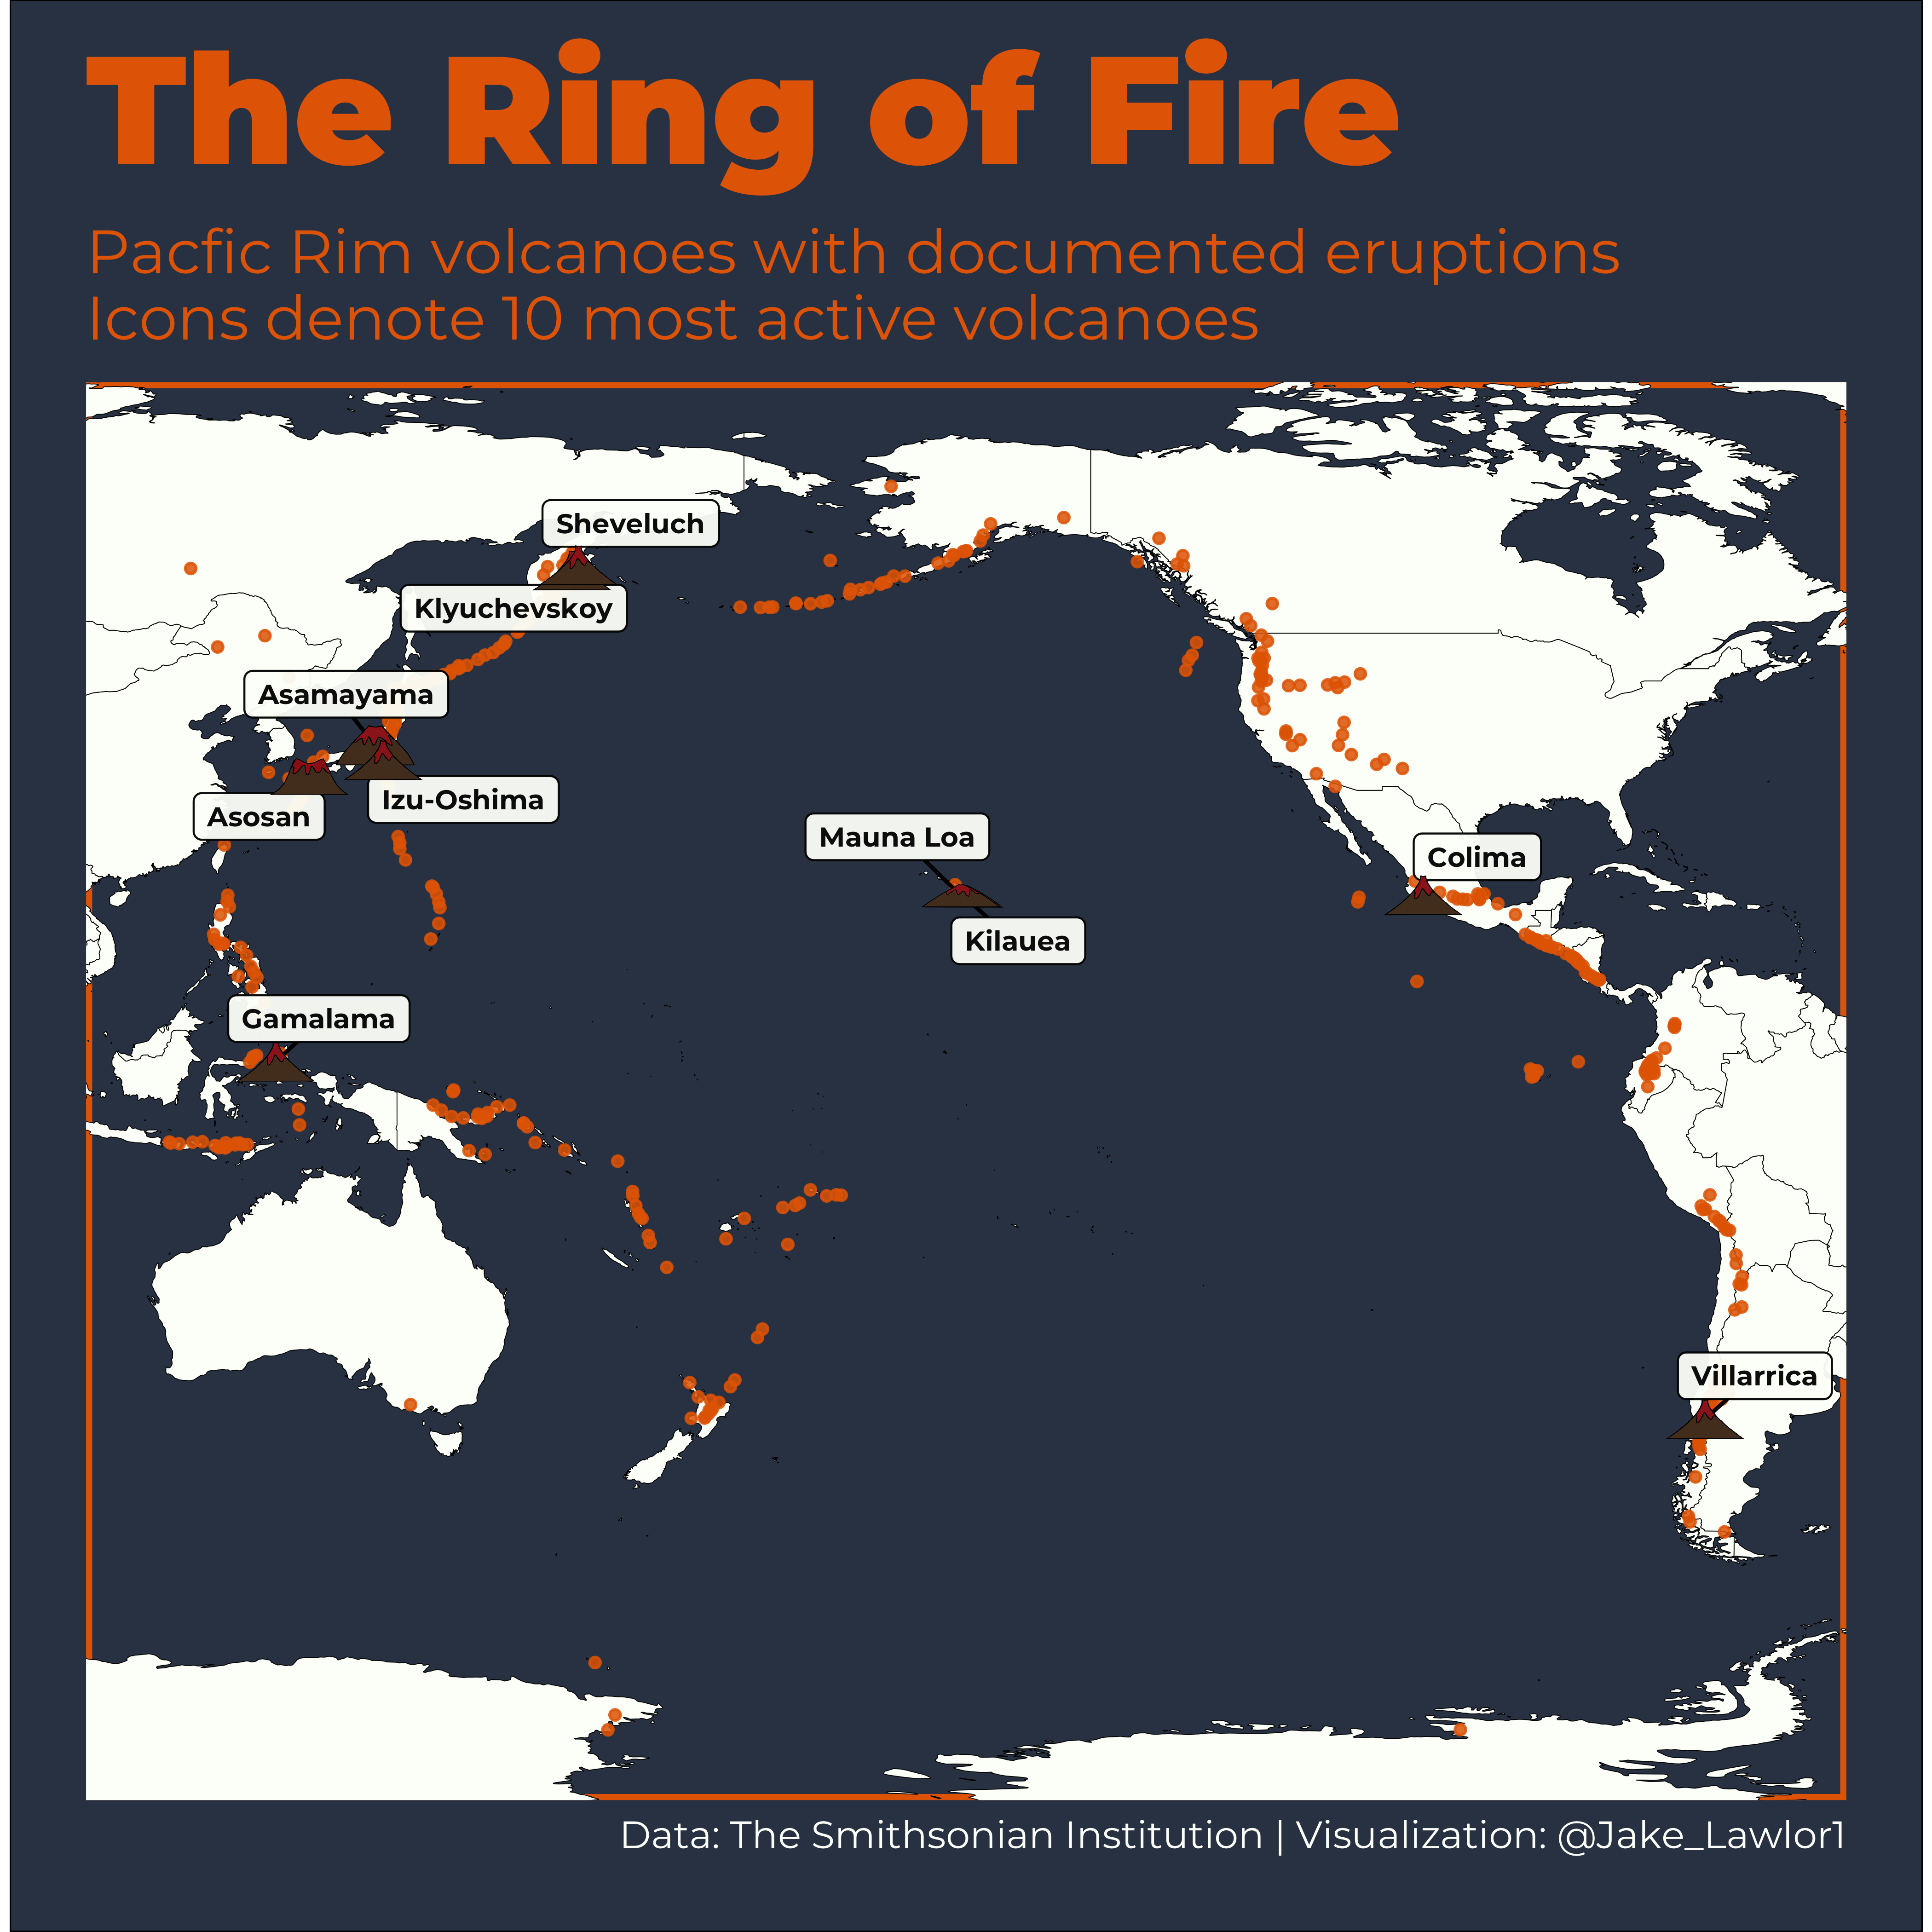 The Ring of Fire
Pacfic Rim volcanoes with documented eruptions
Icons denote 10 most active volcanoes
Sheveluch
Klyuchevskoy
Asamayama
Izu-Oshima
Asosan
Mauna Loa
Colima
Kilauea
Gamalama
Villarrica
Data: The Smithsonian Institution | Visualization: @Jake_Lawlor1